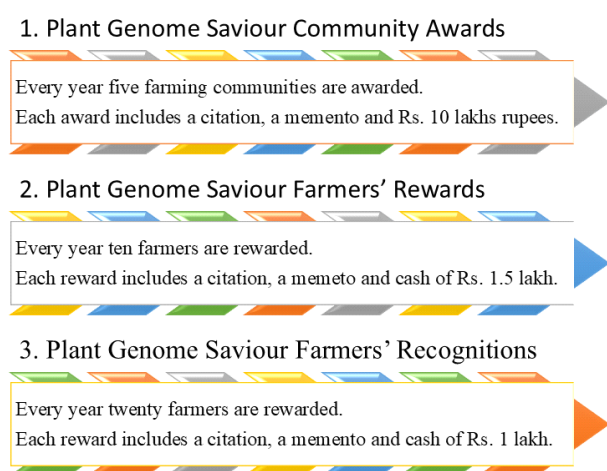 1. Plant Genome Saviour Community Awards
Every year five farming communities are awarded.
Each award includes a citation, a memento and Rs. 10 lakhs rupees.
2. Plant Genome Saviour Farmers’ Rewards
Every year ten farmers are rewarded.
Each reward includes a citation, a memeto and cash of Rs. 1.5 lakh.
3. Plant Genome Saviour Farmers’ Recognitions
Every year twenty farmers are rewarded.
Each reward includes a citation, a memento and cash of Rs. 1 lakh.